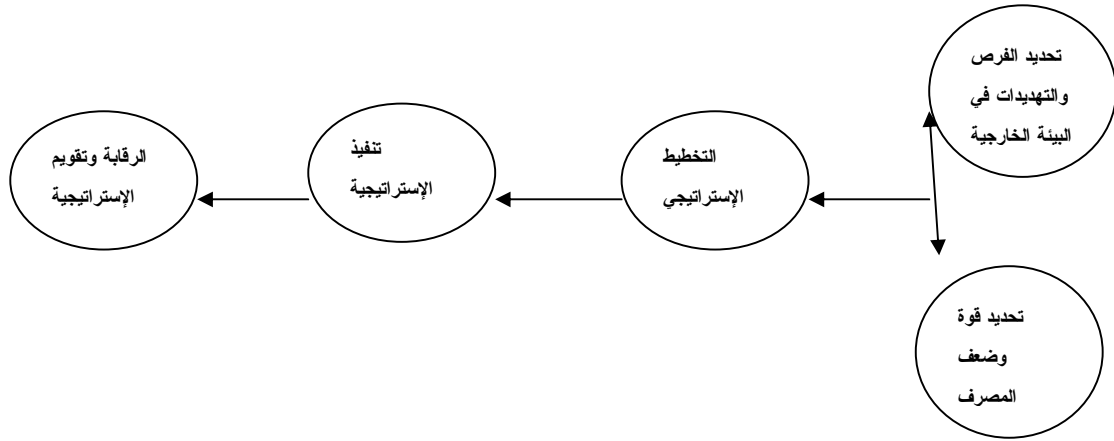 تحديد الفرص
والتهديدات في
البيئة الخارجية
التخطيط
الإستراتيجي
تنفيذ
الإستراتيجية
الرقابة وتقويم
الإستراتيجية
تحديد قوة
وضعف
المصرف